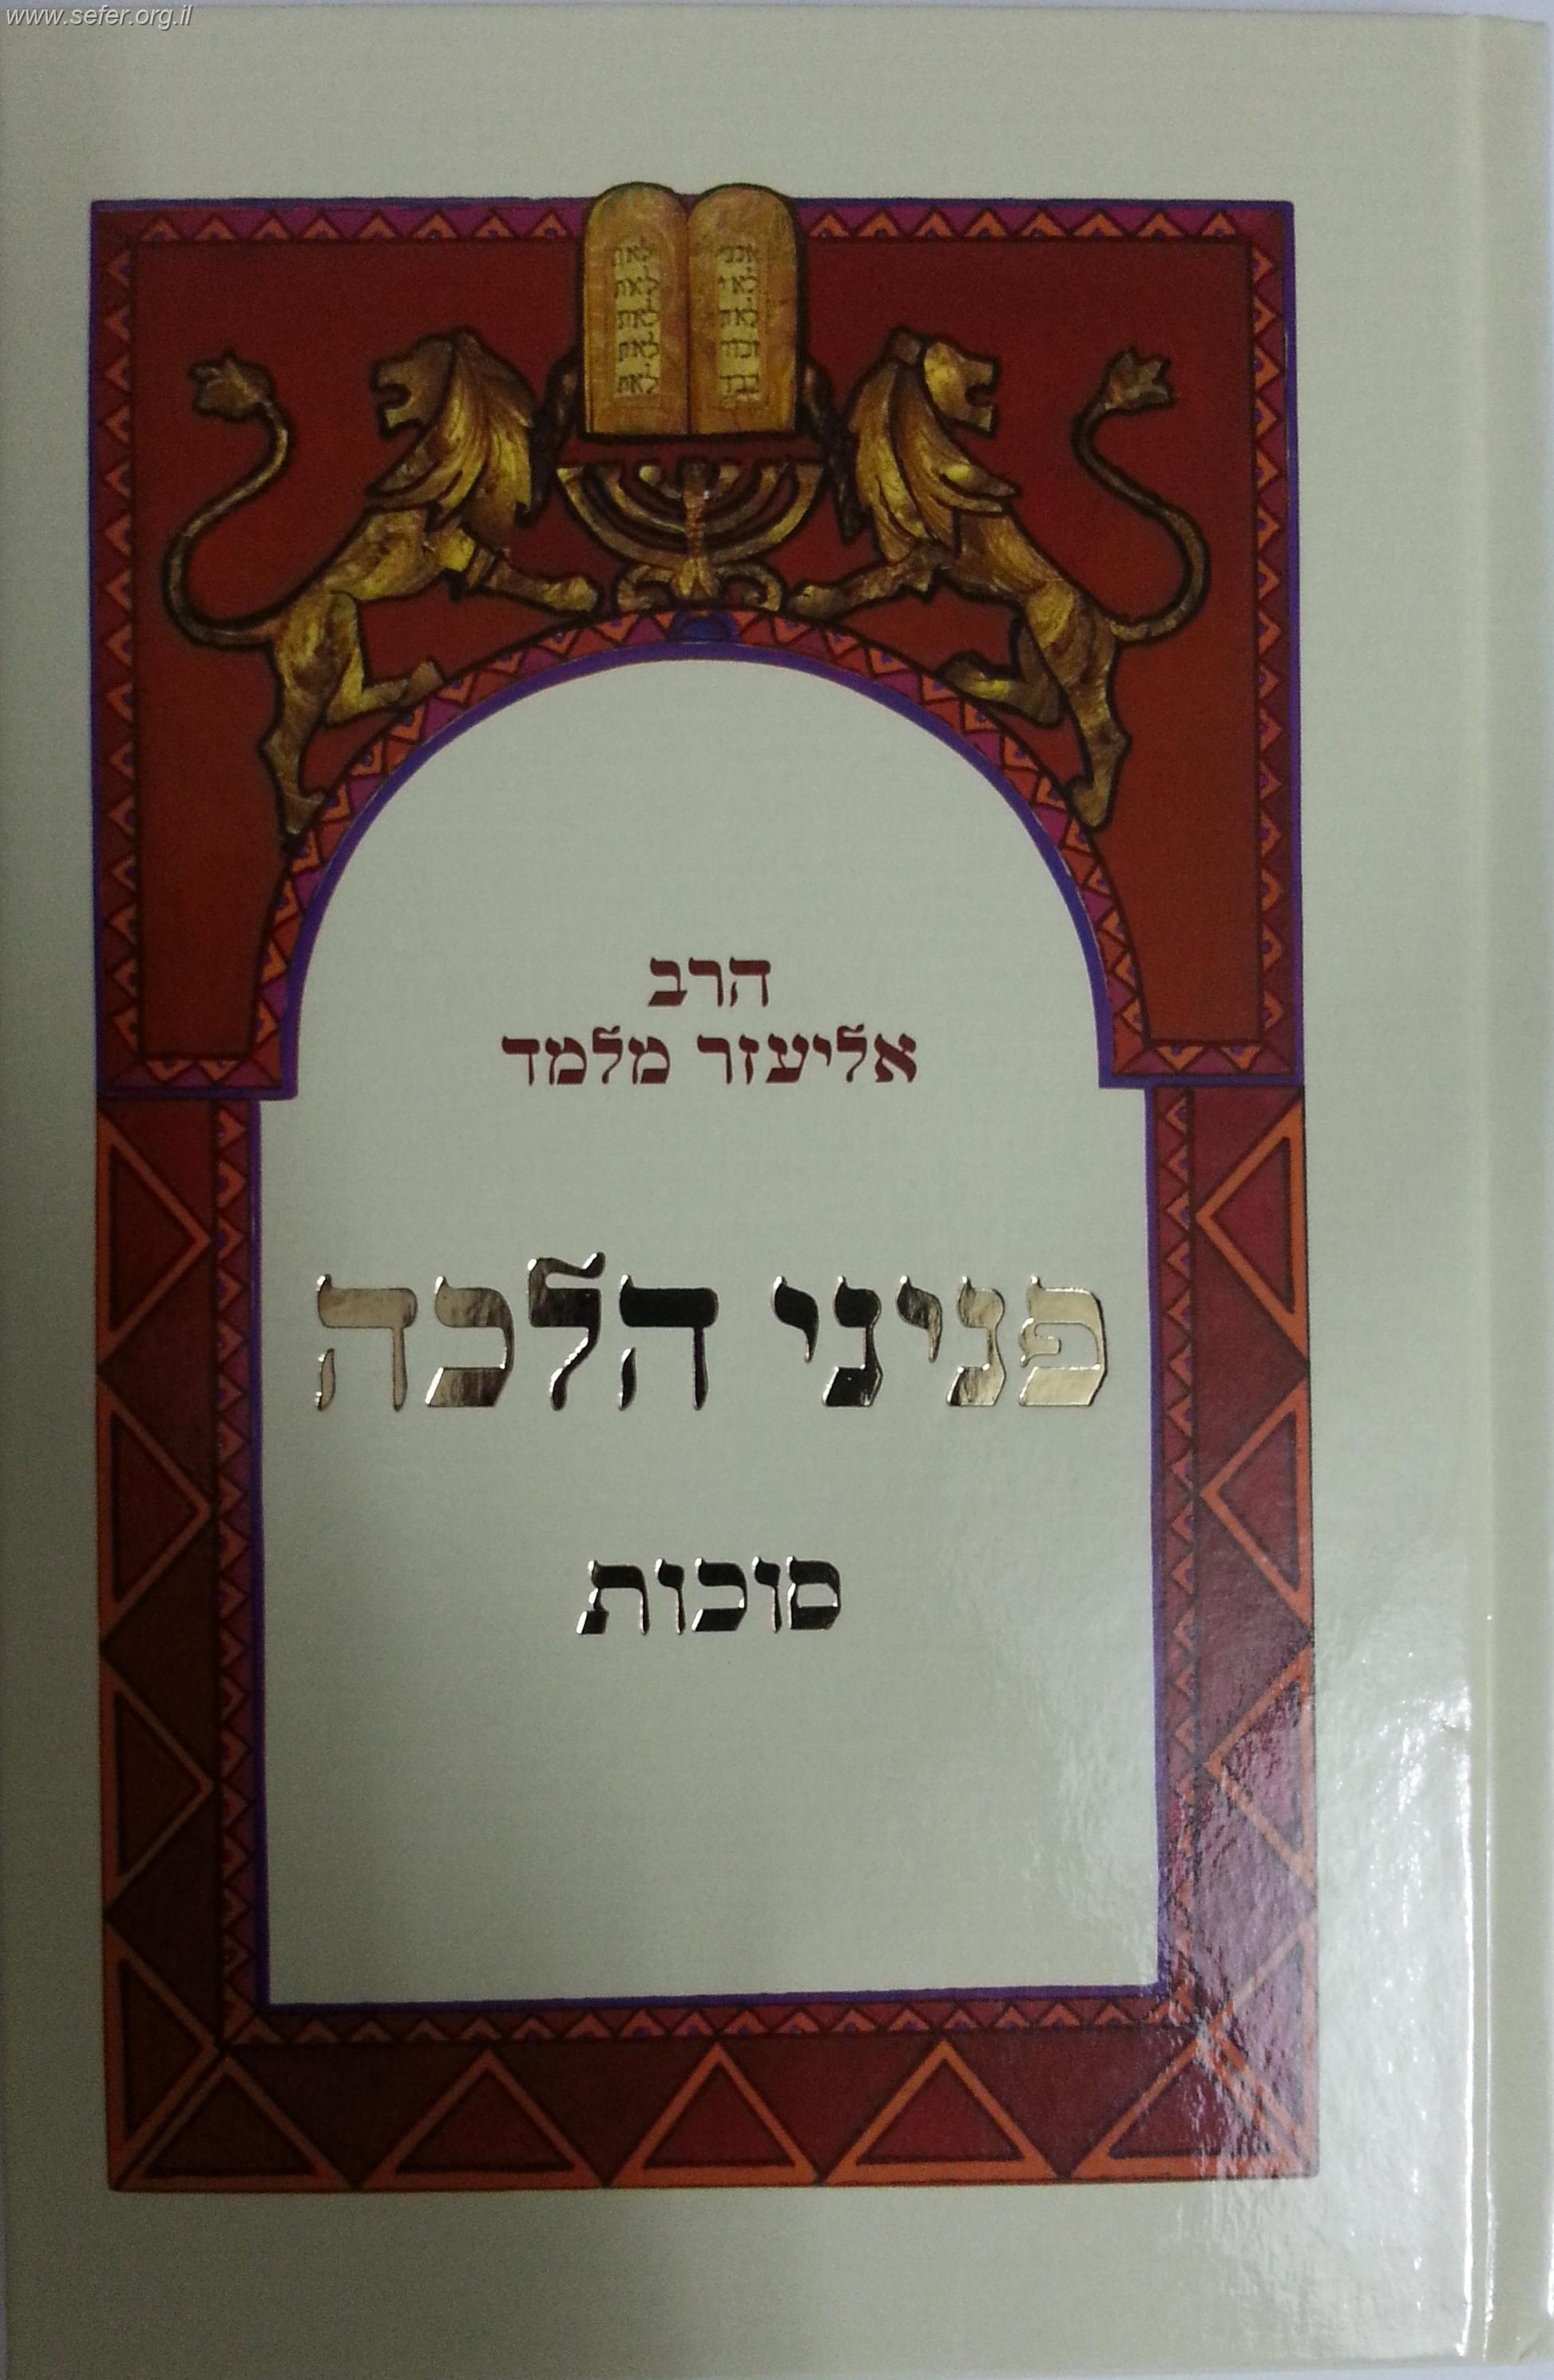 www.sefer.org.il
הרב
אליעזר מלמד
פניני הלכה
סוכות